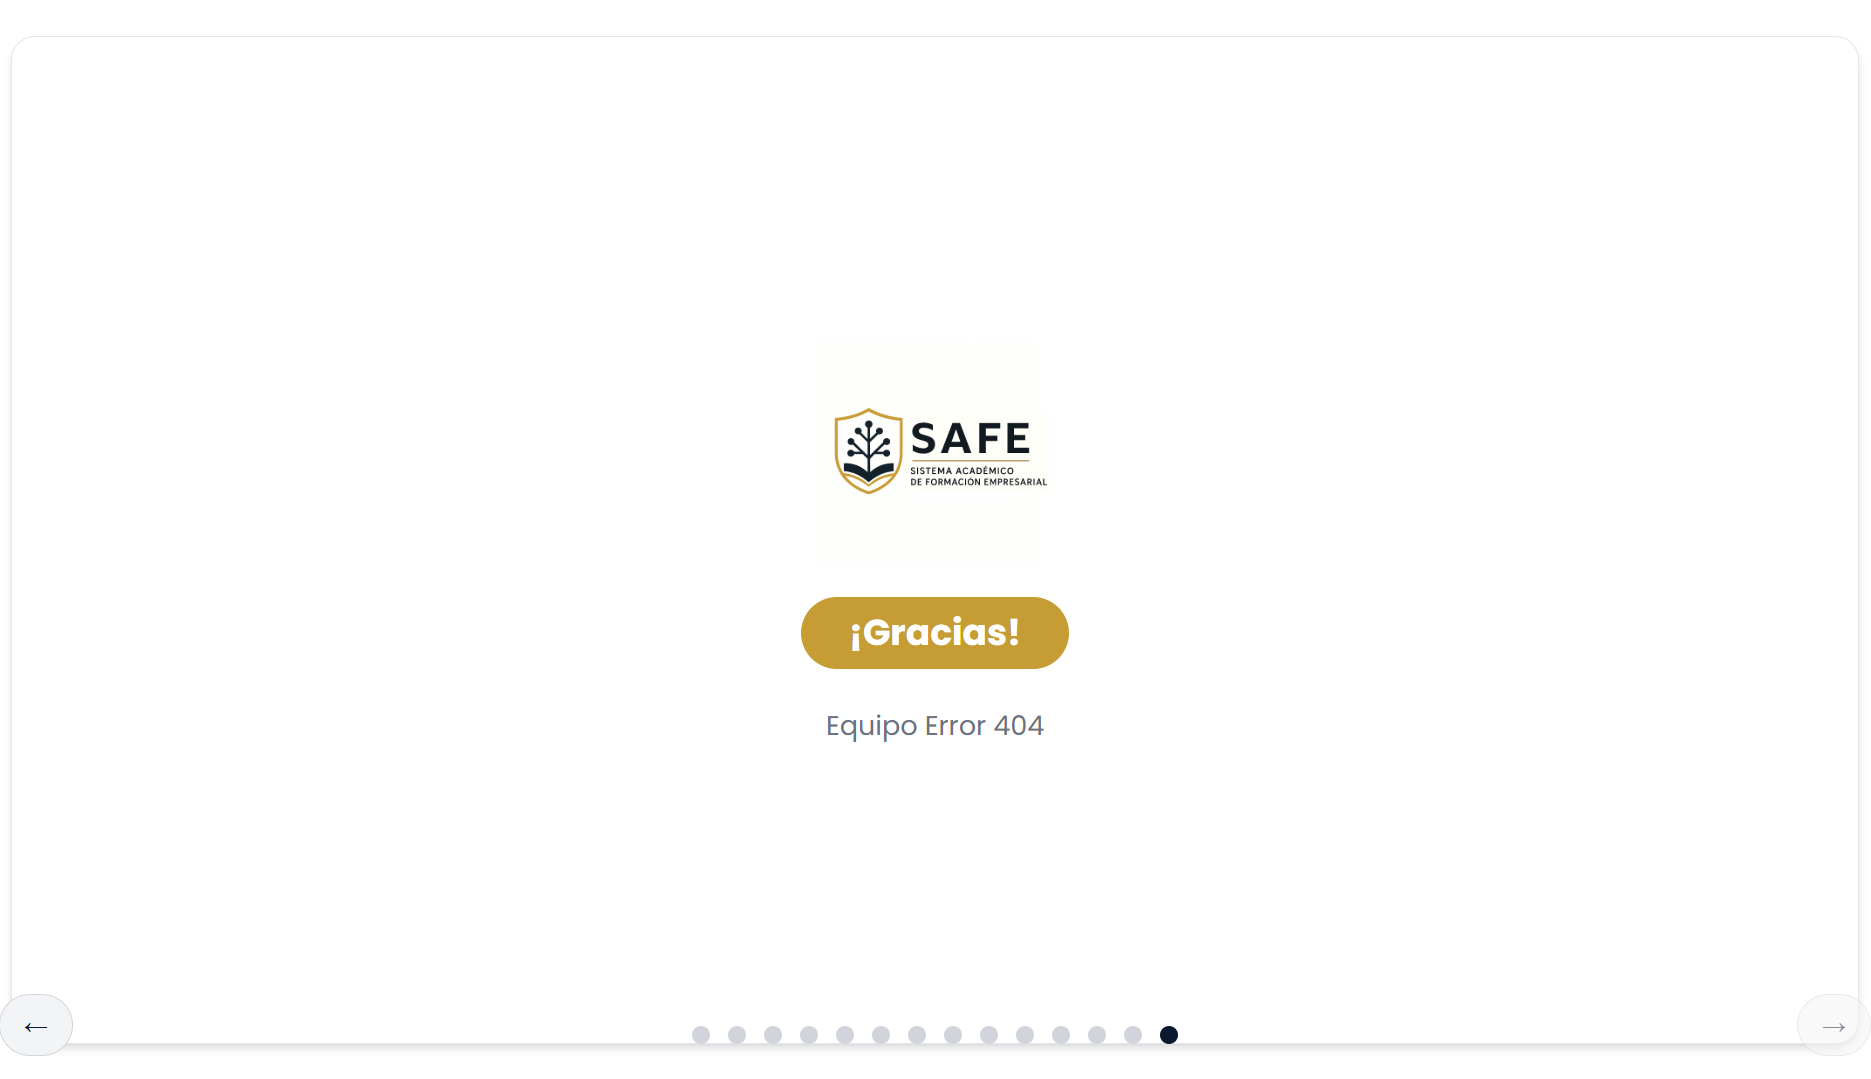 SAFE
SISTEMA ACADÉMICO
DE FORMACIÓN EMPRESARIAL
¡Gracias!
Equipo Error 404
← →